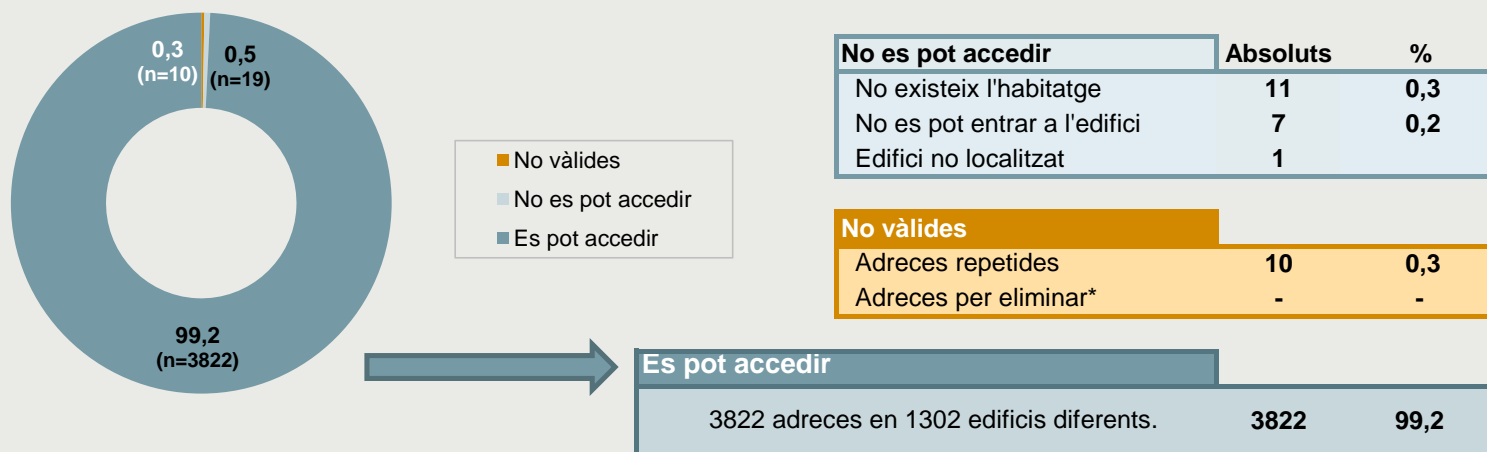 0,3
(n=10)
0,5
(n=19)
99,2
(n=3822)
No vàlides
No es pot accedir
Es pot accedir
No es pot accedir Absoluts %
No existeix l'habitatge 11 0,3
No es pot entrar a l'edifici 7 0,2
Edifici no localitzat 1
No vàlides
Adreces repetides 10 0,3
Adreces per eliminar* - -
Es pot accedir
3822 adreces en 1302 edificis diferents. 3822 99,2